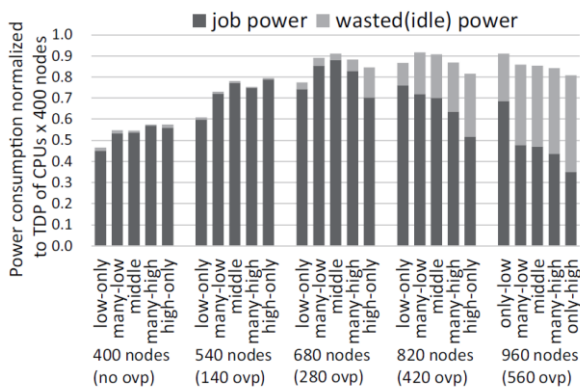 job power wasted(idle) power
Power consumption normalized
to TDP of CPUs x 400 nodes
1.0
0.9
0.8
0.7
0.6
0.5
0.4
0.3
0.2
0.1
0.0
low-only
many-low
middle
many-high
high-only
low-only
many-low
middle
many-high
high-only
low-only
many-low
middle
many-high
high-only
low-only
many-low
middle
many-high
high-only
only-low
many-low
middle
many-high
only-high
400 nodes 540 nodes 680 nodes 820 nodes 960 nodes
(no ovp) (140 ovp) (280 ovp) (420 ovp) (560 ovp)